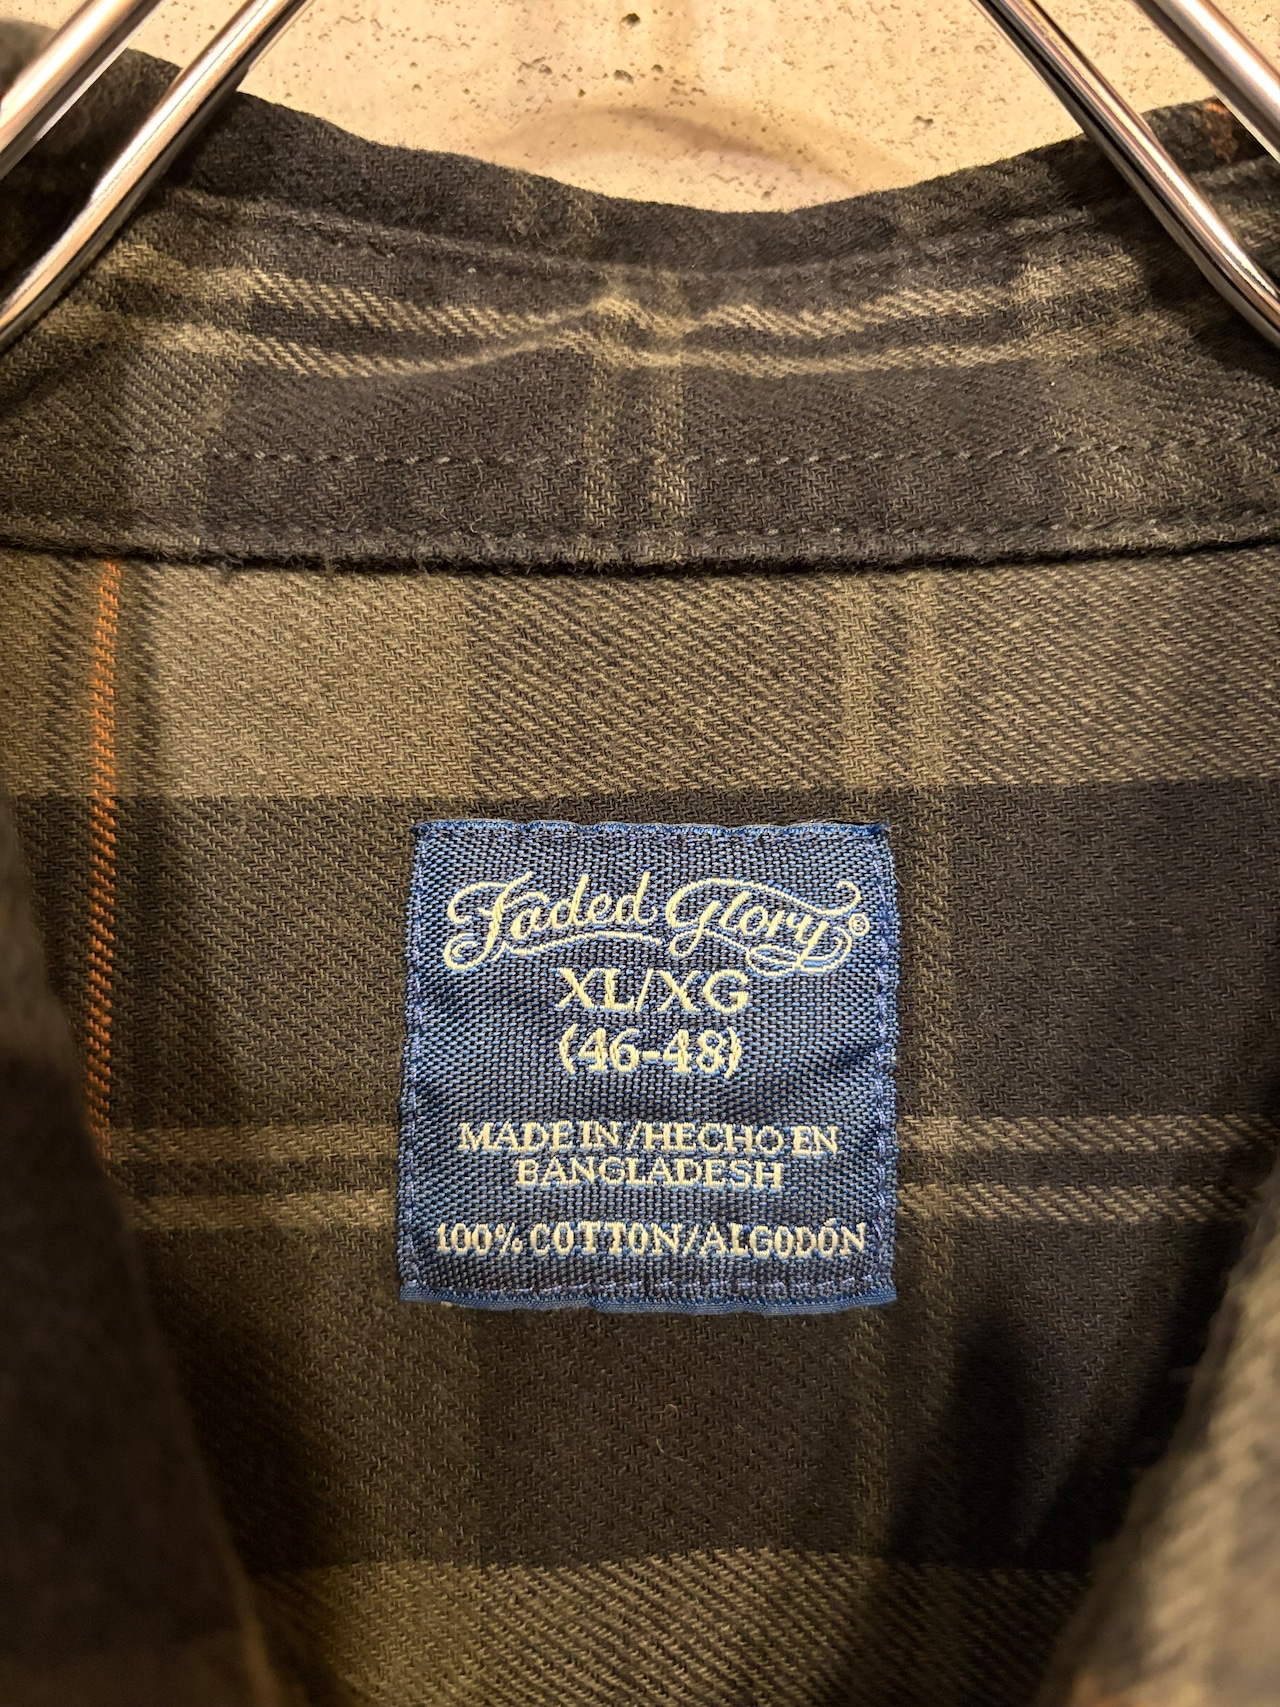 Faded Glory®
XL/XG
(46-48)
MADE IN/HECHO EN
BANGLADESH
100% COTTON/ALGODÓN